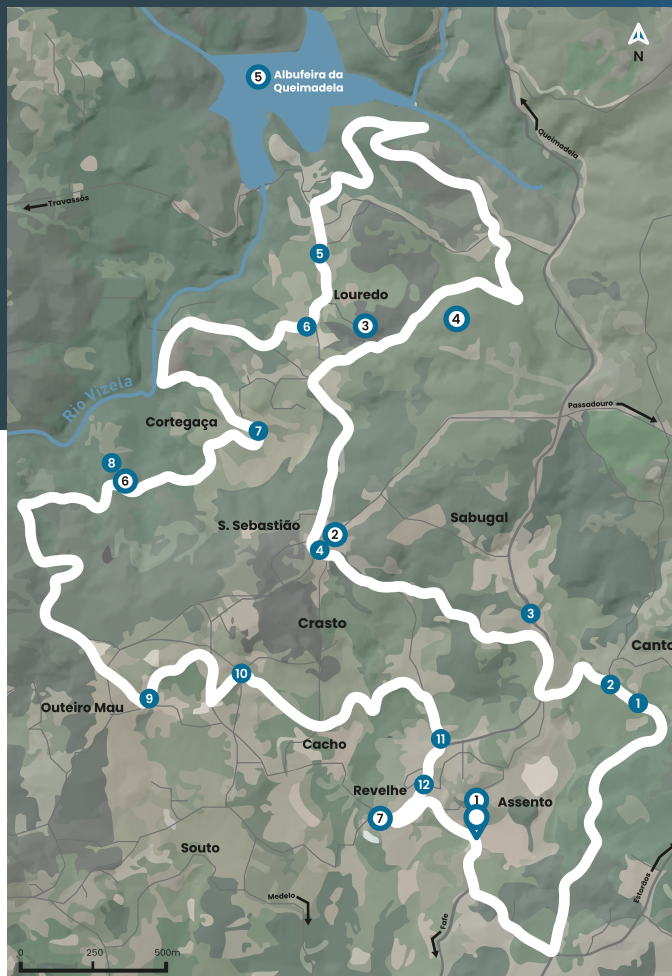 N
5
Albufeira da
Queimadela
Queimadela
Travassós
5
Louredo
6
3
4
Rio Vizela
Passadouro
Cortegaça
7
8
6
S. Sebastião
2
4
Sabugal
3
Crasto
Canto
2
1
10
9
Outeiro Mau
11
Cacho
12
Revelhe
1
Assento
7
Souto
Medelo
Estorãos
Fafe
0
250
500m